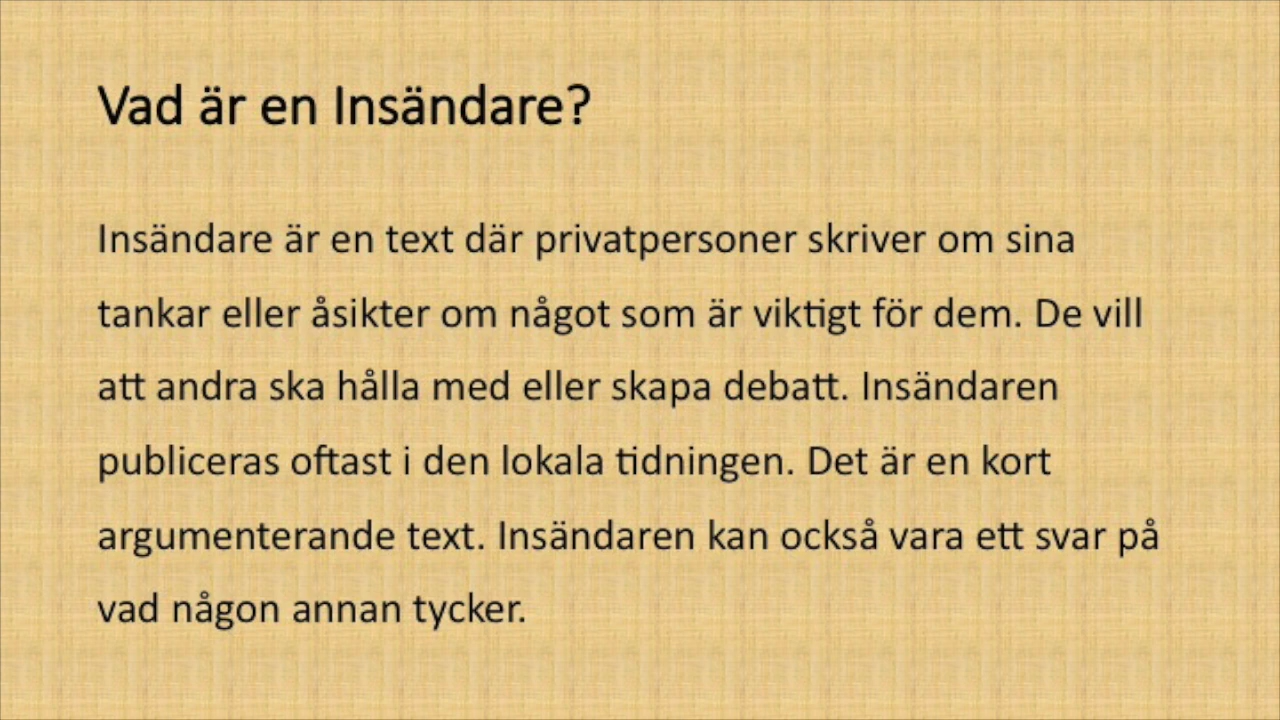 Vad är en Insändare?
Insändare är en text där privatpersoner skriver om sina
tankar eller åsikter om något som är viktigt för dem. De vill
att andra ska hålla med eller skapa debatt. Insändaren
publiceras oftast i den lokala tidningen. Det är en kort
argumenterande text. Insändaren kan också vara ett svar på
vad någon annan tycker.